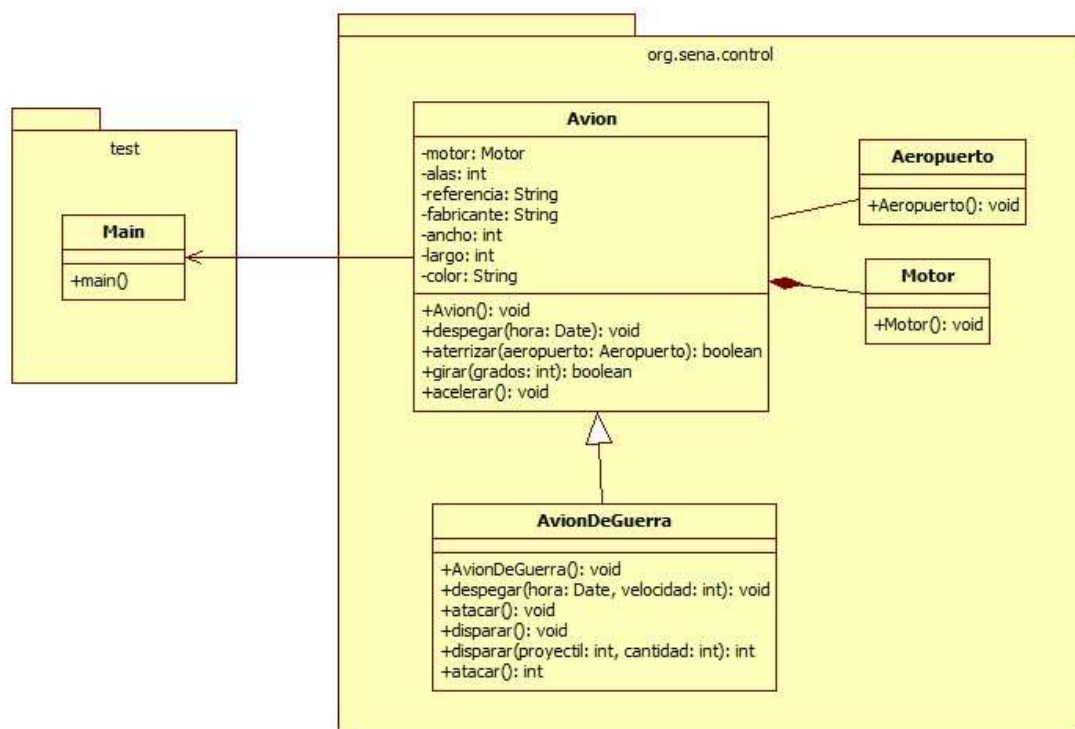 org.sena.control
test
Main
+main()
Avion
-motor: Motor
-alas: int
-referencia: String
-fabricante: String
-ancho: int
-largo: int
-color: String
+Avion(): void
+despegar(hora: Date): void
+aterrizar(aeropuerto: Aeropuerto): boolean
+girar(grados: int): boolean
+acelerar(): void
Aeropuerto
+Aeropuerto(): void
Motor
+Motor(): void
AvionDeGuerra
+AvionDeGuerra(): void
+despegar(hora: Date, velocidad: int): void
+atacar(): void
+disparar(): void
+disparar(proyectil: int, cantidad: int): int
+atacar(): int